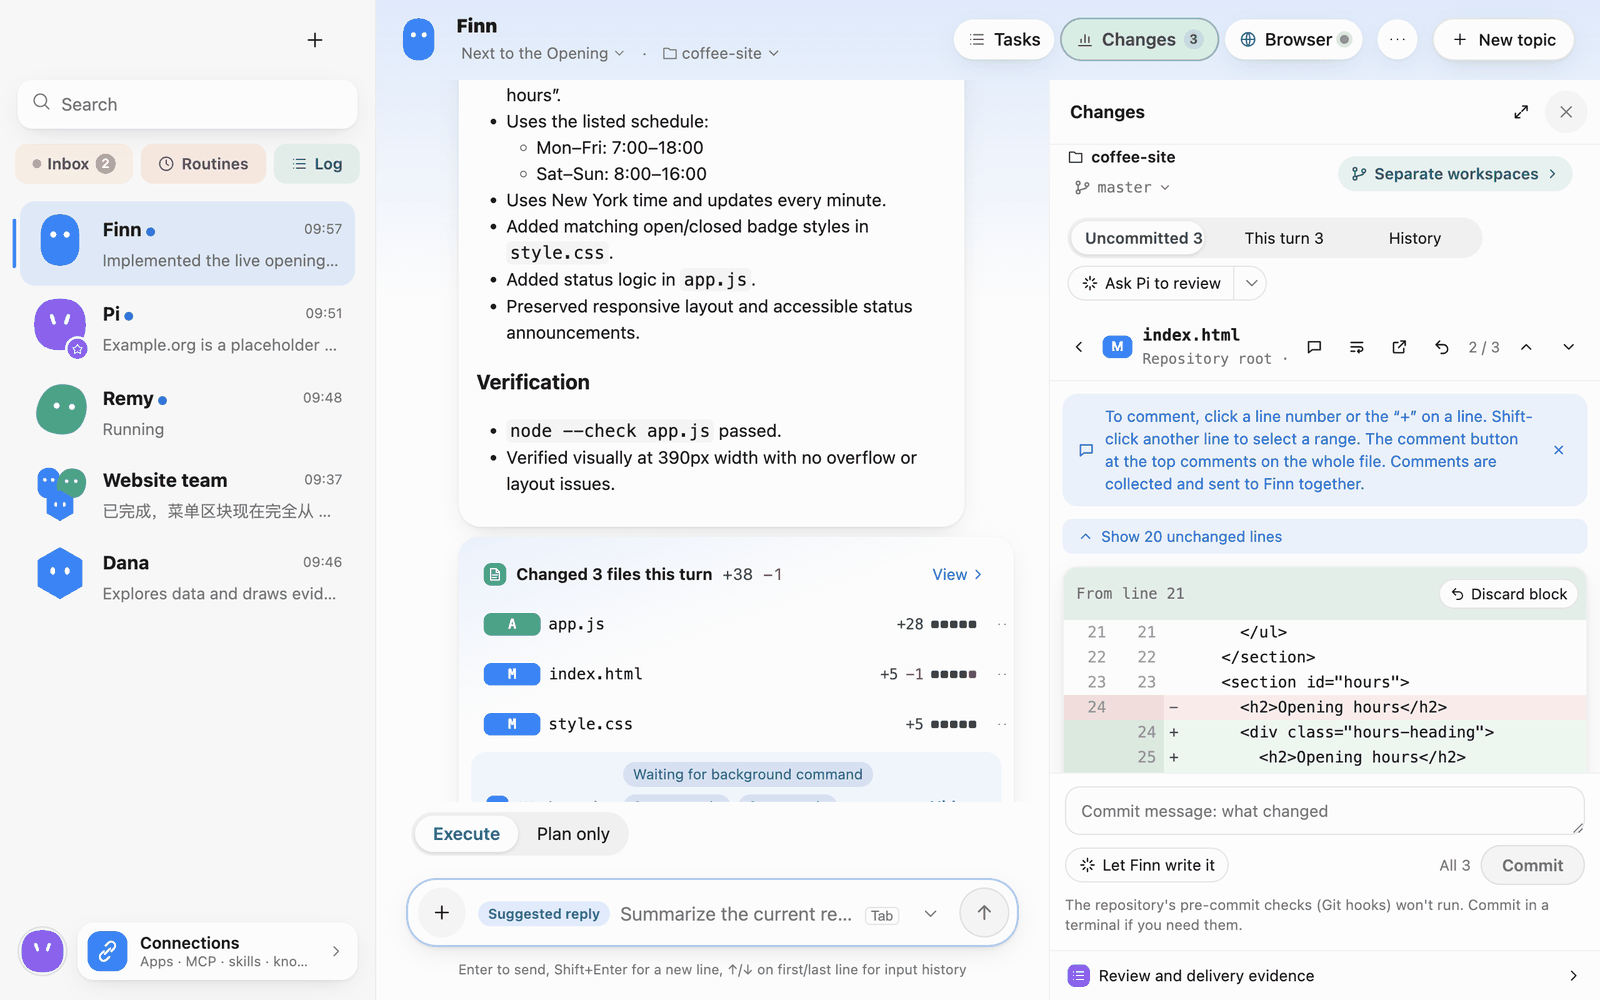 Search
Inbox 2
Routines
Log
Finn
09:57
Implemented the live opening...
Pi
09:51
Example.org is a placeholder ...
Remy
09:48
Running
Website team
09:37
已完成，菜单区块现在完全从 ...
Dana
09:46
Explores data and draws evid...
Connections
Apps · MCP · skills · kno...
Finn
Next to the Opening · coffee-site
Tasks
Changes 3
Browser
New topic
hours”.
• Uses the listed schedule:
Mon–Fri: 7:00–18:00
Sat–Sun: 8:00–16:00
• Uses New York time and updates every minute.
• Added matching open/closed badge styles in
style.css.
• Added status logic in app.js.
• Preserved responsive layout and accessible status
announcements.
Verification
• node --check app.js passed.
• Verified visually at 390px width with no overflow or
layout issues.
Changed 3 files this turn +38 −1
View
A app.js +28
M index.html +5 −1
M style.css +5
Waiting for background command
Execute
Plan only
Suggested reply Summarize the current re... Tab
Enter to send, Shift+Enter for a new line, ↑/↓ on first/last line for input history
Changes
coffee-site
master
Separate workspaces
Uncommitted 3
This turn 3
History
Ask Pi to review
M index.html
Repository root ·
2 / 3
To comment, click a line number or the “+” on a line. Shift-
click another line to select a range. The comment button
at the top comments on the whole file. Comments are
collected and sent to Finn together.
Show 20 unchanged lines
From line 21
Discard block
21 21 </ul>
22 22 </section>
23 23 <section id="hours">
24 − <h2>Opening hours</h2>
24 + <div class="hours-heading">
25 + <h2>Opening hours</h2>
Commit message: what changed
Let Finn write it
All 3
Commit
The repository's pre-commit checks (Git hooks) won't run. Commit in a
terminal if you need them.
Review and delivery evidence